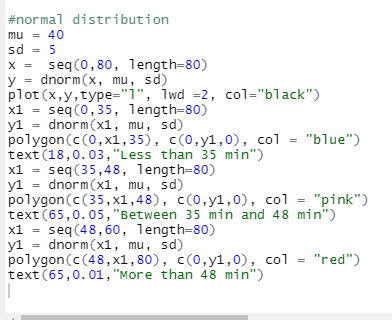 #normal distribution
mu = 40
sd = 5
x =  seq(0,80, length=80)
y = dnorm(x, mu, sd)
plot(x,y,type="l", lwd =2, col="black")
x1 = seq(0,35, length=80)
y1 = dnorm(x1, mu, sd)
polygon(c(0,x1,35), c(0,y1,0), col = "blue")
text(18,0.03,"Less than 35 min")
x1 = seq(35,48, length=80)
y1 = dnorm(x1, mu, sd)
polygon(c(35,x1,48), c(0,y1,0), col = "pink")
text(65,0.05,"Between 35 min and 48 min")
x1 = seq(48,60, length=80)
y1 = dnorm(x1, mu, sd)
polygon(c(48,x1,80), c(0,y1,0), col = "red")
text(65,0.01,"More than 48 min")